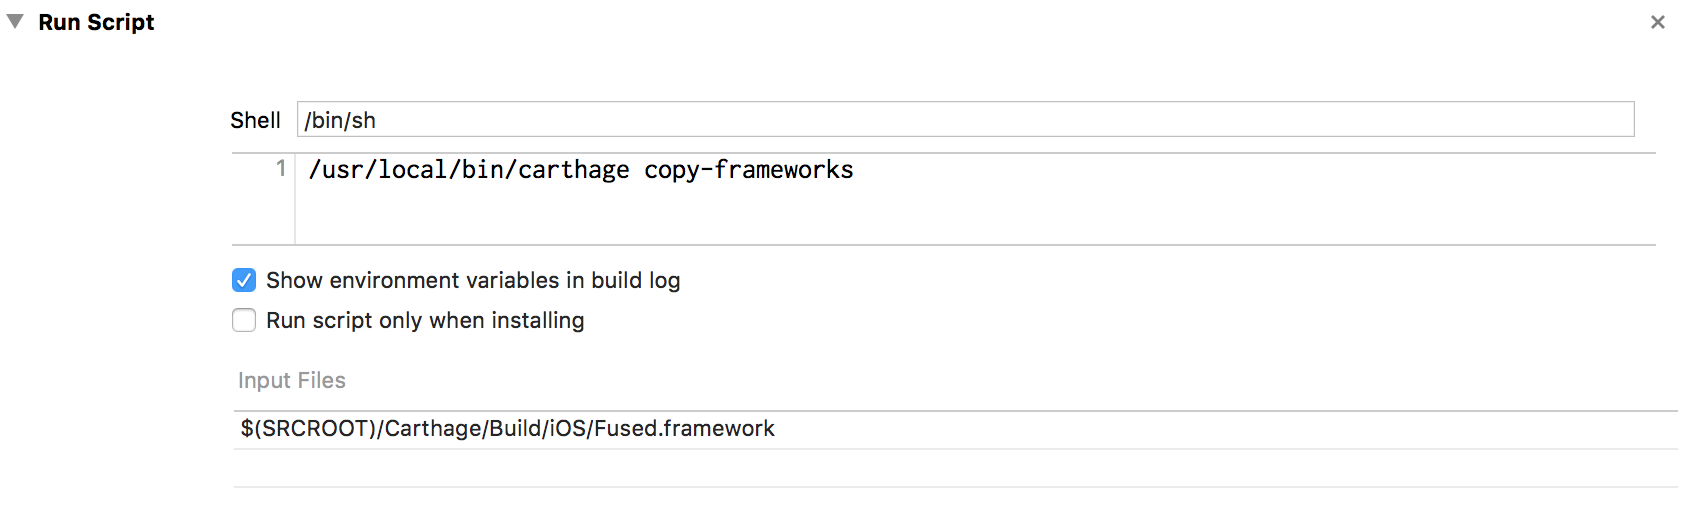 Run Script
Shell /bin/sh
1 /usr/local/bin/carthage copy-frameworks
Show environment variables in build log
Run script only when installing
Input Files
$(SRCROOT)/Carthage/Build/iOS/Fused.framework